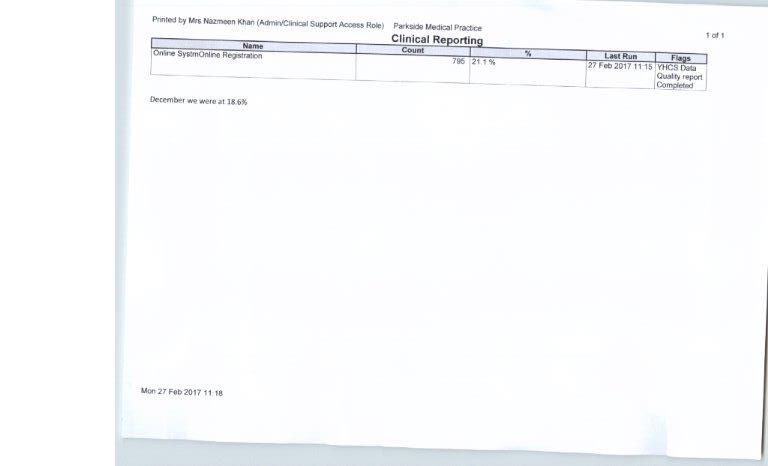 Printed by Mrs Nazmeen Khan (Admin/Clinical Support Access Role) Parkside Medical Practice
1 of 1
Clinical Reporting
Name Count % Last Run Flags
Online SystmOnline Registration 795 21.1 % 27 Feb 2017 11:15 YHCS Data
Quality report
Completed
December we were at 18.6%
Mon 27 Feb 2017 11:18